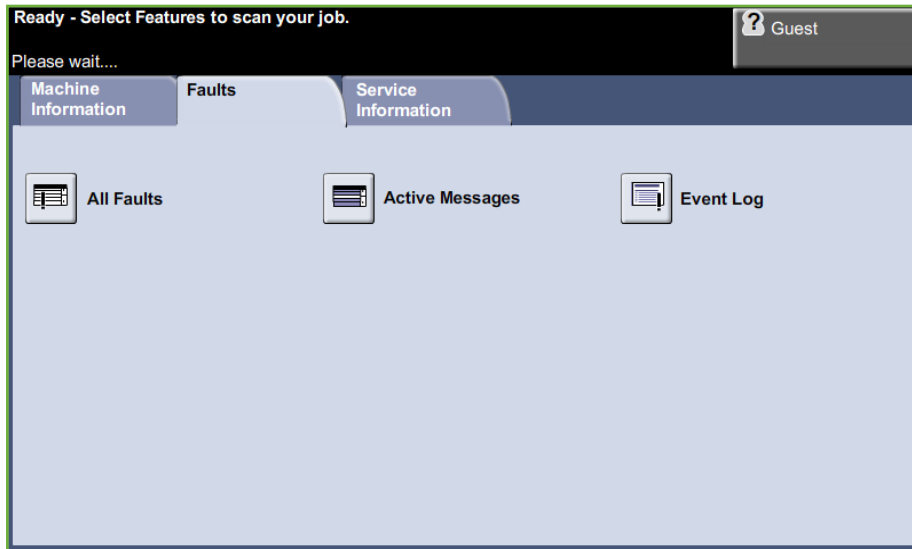 Ready - Select Features to scan your job.
Guest
Please wait....
Machine
Information
Faults
Service
Information
All Faults
Active Messages
Event Log